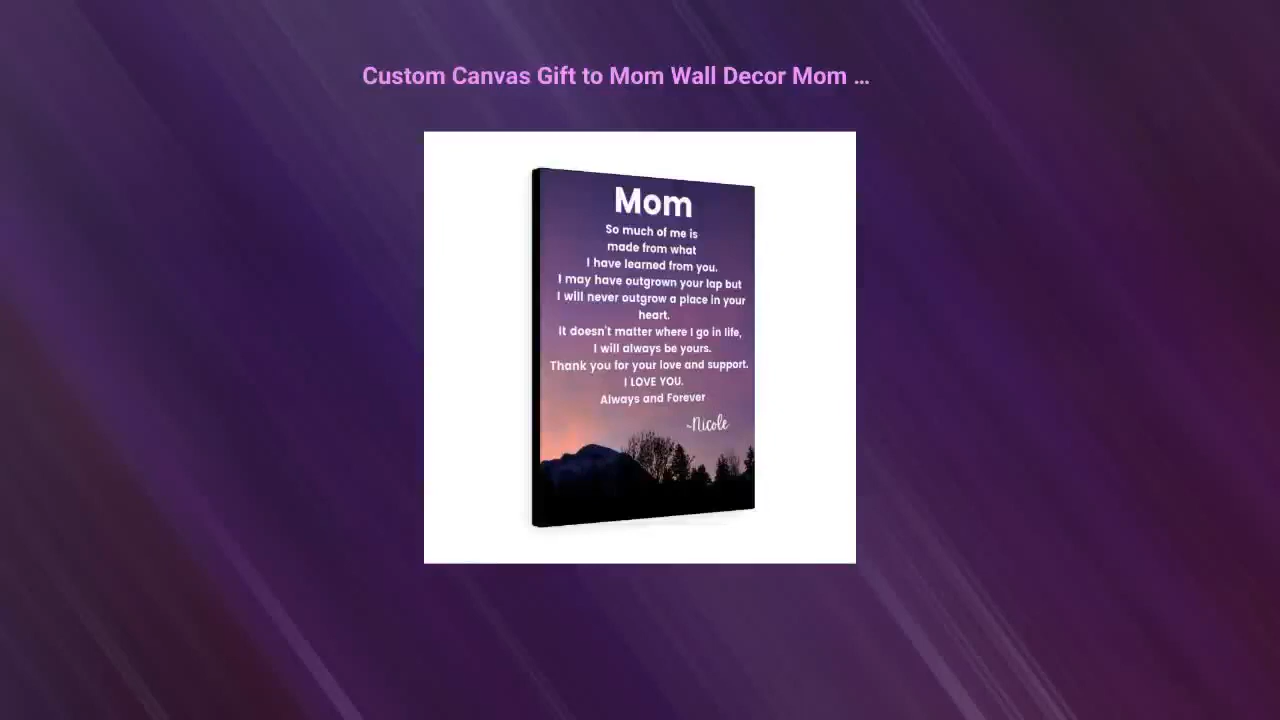 Custom Canvas Gift to Mom Wall Decor Mom ...
Mom
So much of me is
made from what
I have learned from you.
I may have outgrown your lap but
I will never outgrow a place in your
heart.
It doesn't matter where I go in life,
I will always be yours.
Thank you for your love and support.
I LOVE YOU.
Always and Forever
~Nicole